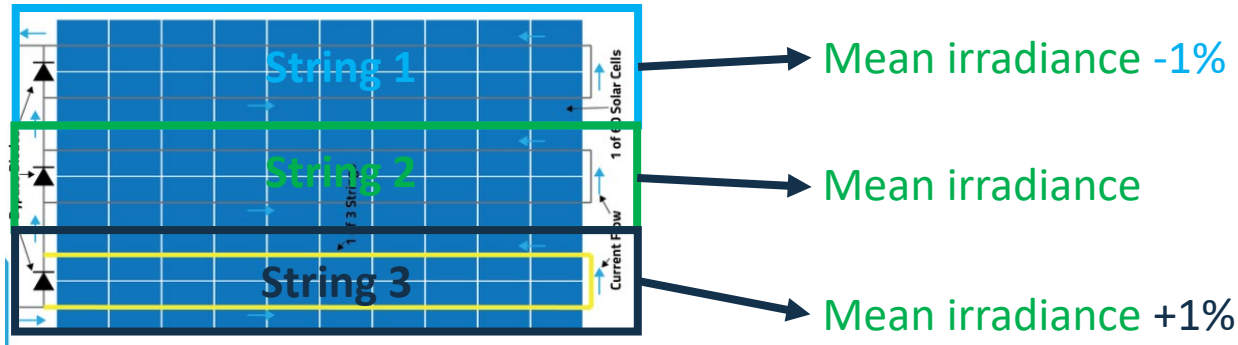 String 1
Mean irradiance -1%
1 of 60 Solar Cells
String 2
Mean irradiance
1 of 3 Strings
String 3
Current Flow
Mean irradiance +1%